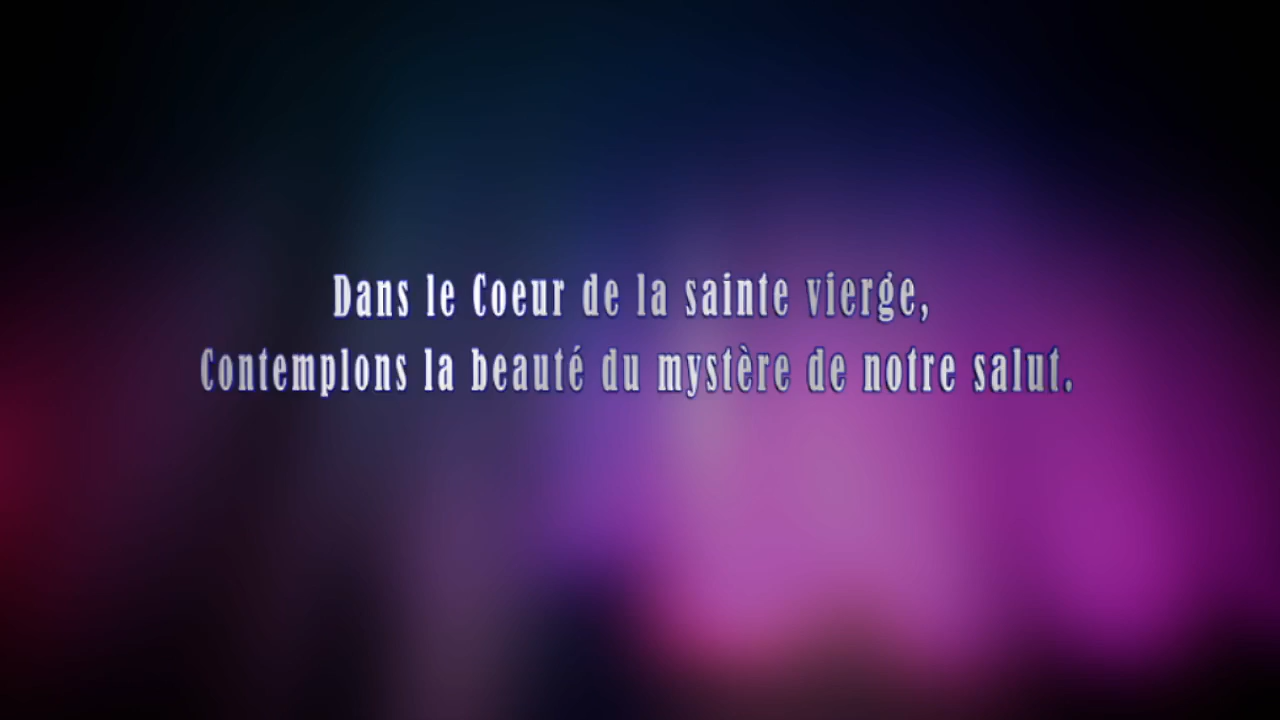 Dans le Coeur de la sainte vierge,
Contemplons la beauté du mystère de notre salut.